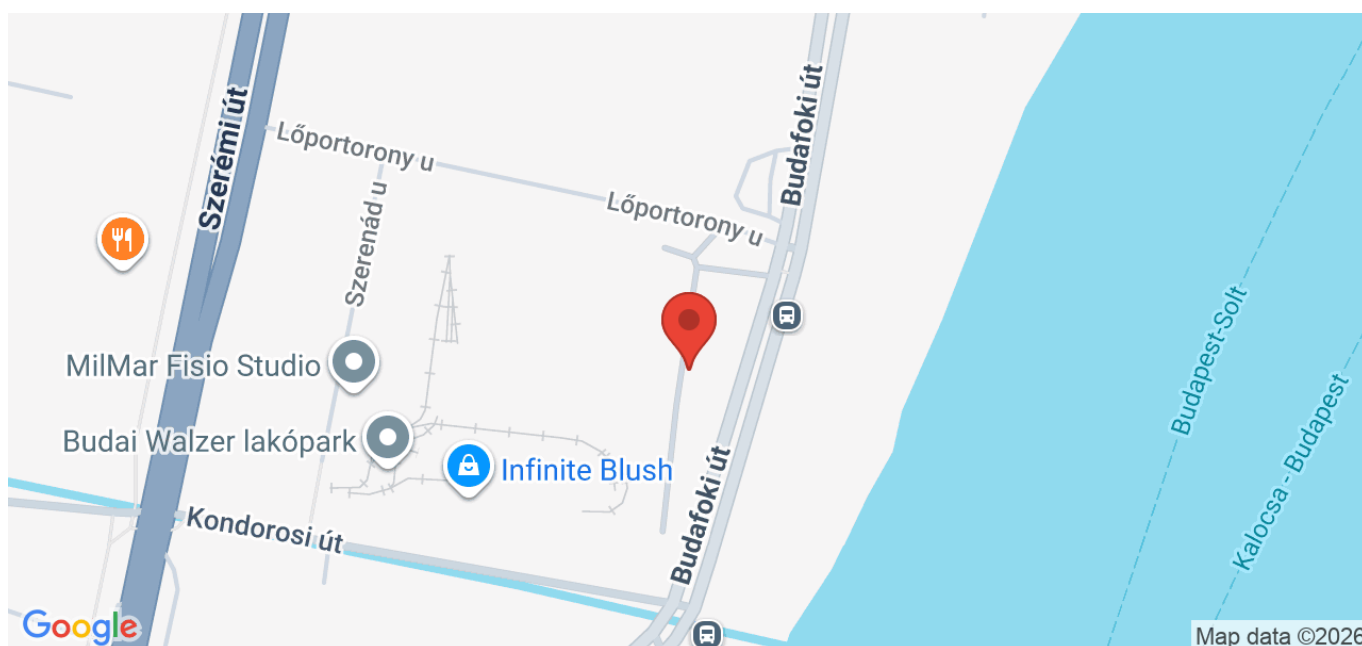 Szerémi út
Lőportorony u
Budafoki út
Lőportorony u
Szerenád u
MilMar Fisio Studio
Budai Walzer lakópark
Infinite Blush
Budapest-Solt
Kalocsa - Budapest
Budafoki út
Kondorosi út
Google
Map data ©2026